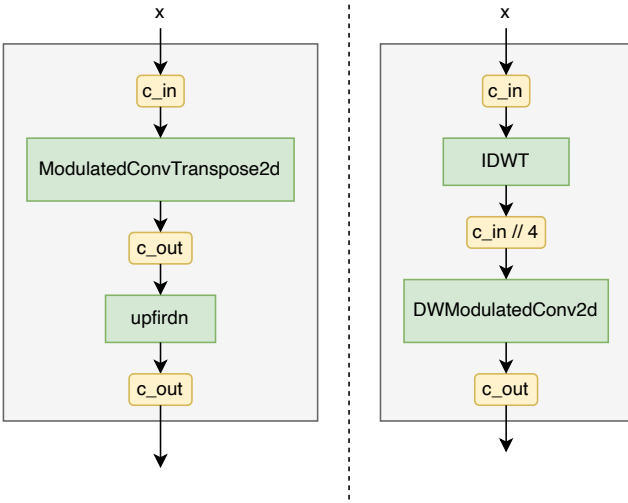 x
c_in
ModulatedConvTranspose2d
c_out
upfirdn
c_out
x
c_in
IDWT
c_in // 4
DWModulatedConv2d
c_out